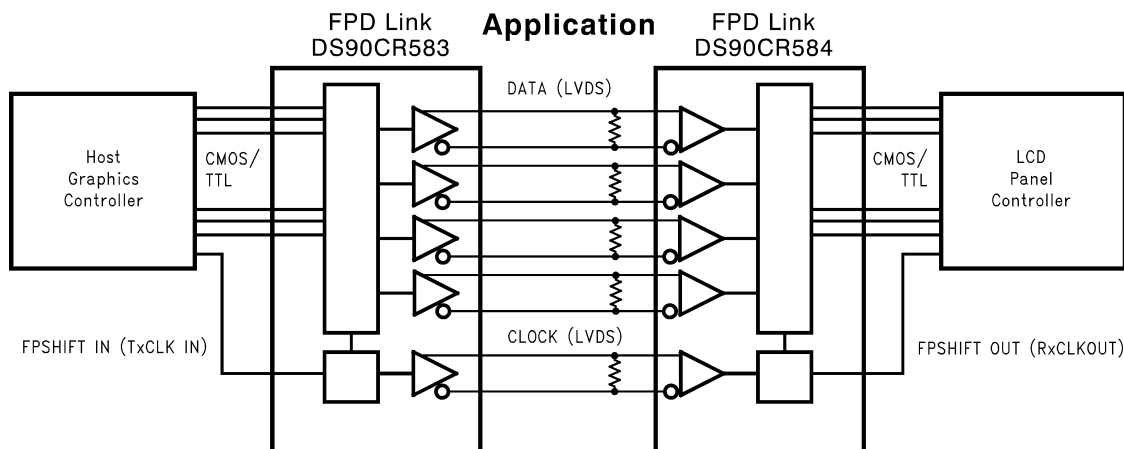 Application
FPD Link
DS90CR583
FPD Link
DS90CR584
DATA (LVDS)
Host
Graphics
Controller
CMOS/
TTL
CMOS/
TTL
LCD
Panel
Controller
CLOCK (LVDS)
FPSHIFT IN (TxCLK IN)
FPSHIFT OUT (RxCLKOUT)